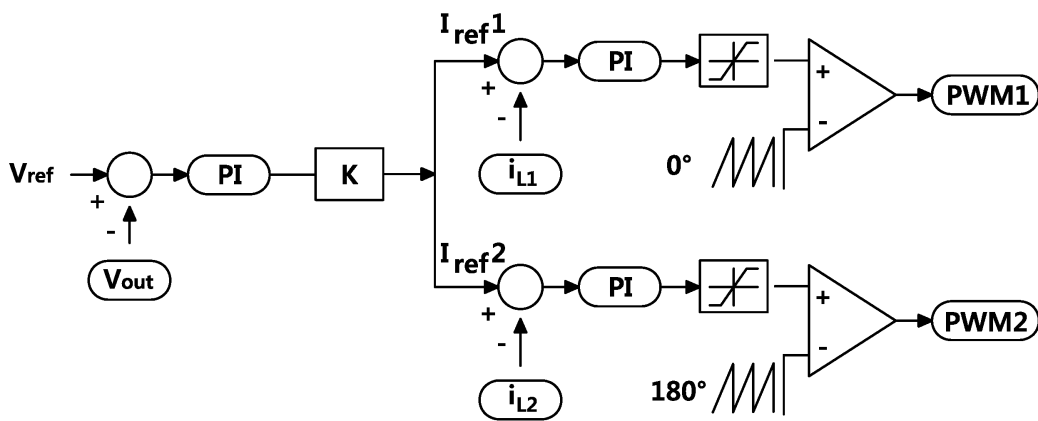 Vref
+
-
Vout
PI
K
Iref1
+
-
iL1
PI
+
-
0°
PWM1
Iref2
+
-
iL2
PI
+
-
180°
PWM2